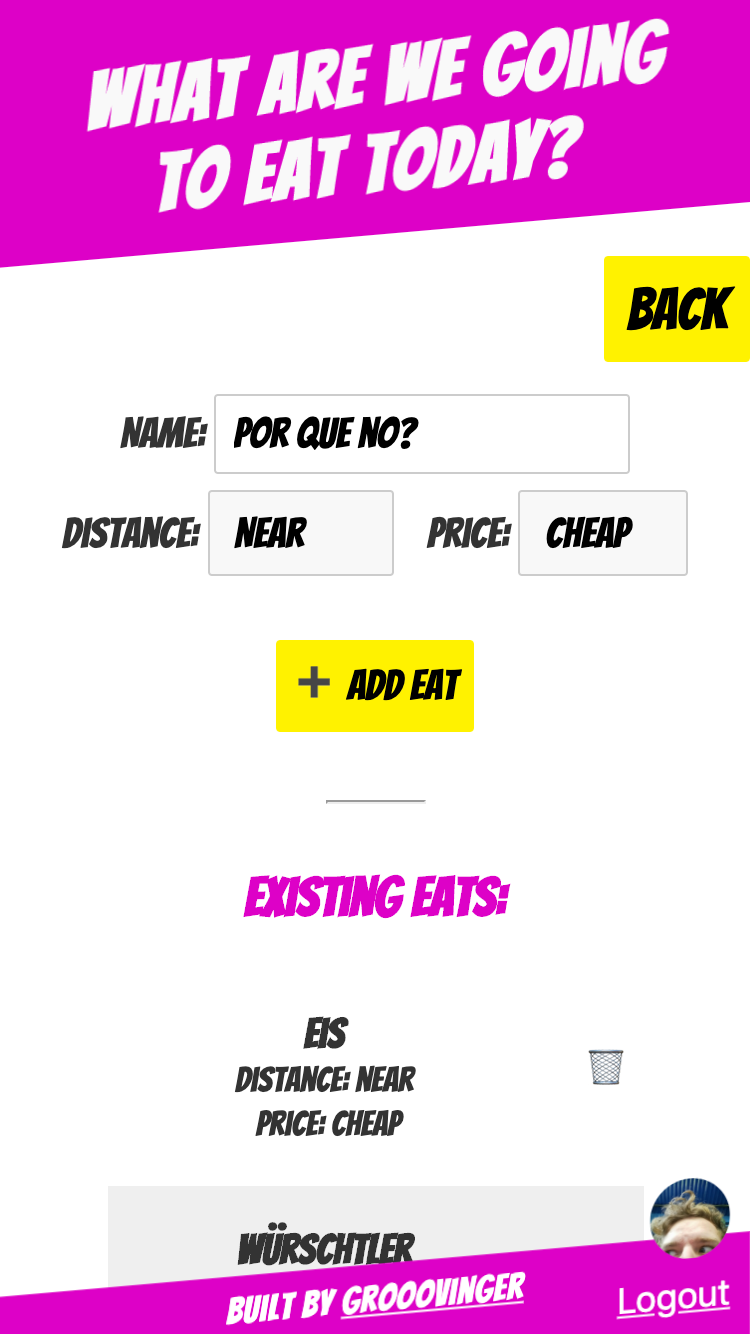 WHAT ARE WE GOING
TO EAT TODAY?
BACK
NAME: POR QUE NO?
DISTANCE: NEAR PRICE: CHEAP
+ ADD EAT
EXISTING EATS:
EIS
DISTANCE: NEAR
PRICE: CHEAP
WÜRSCHTLER
BUILT BY GROOOVINGER
Logout